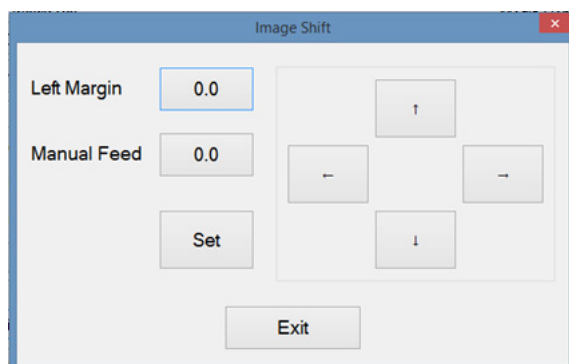 Image Shift
Left Margin 0.0
↑
Manual Feed 0.0
← →
Set
↓
Exit